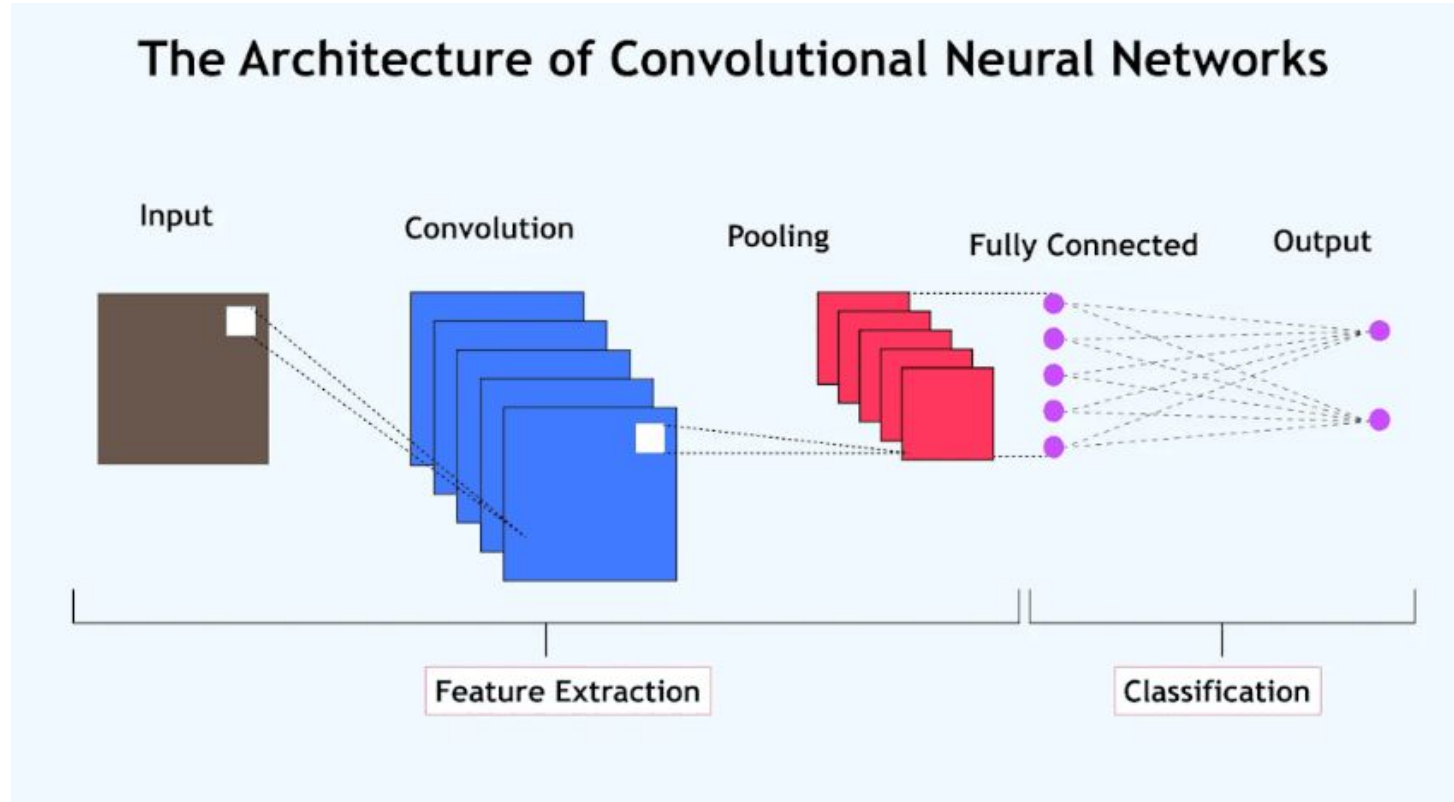 The Architecture of Convolutional Neural Networks
Input
Convolution
Pooling
Fully Connected
Output
Feature Extraction
Classification